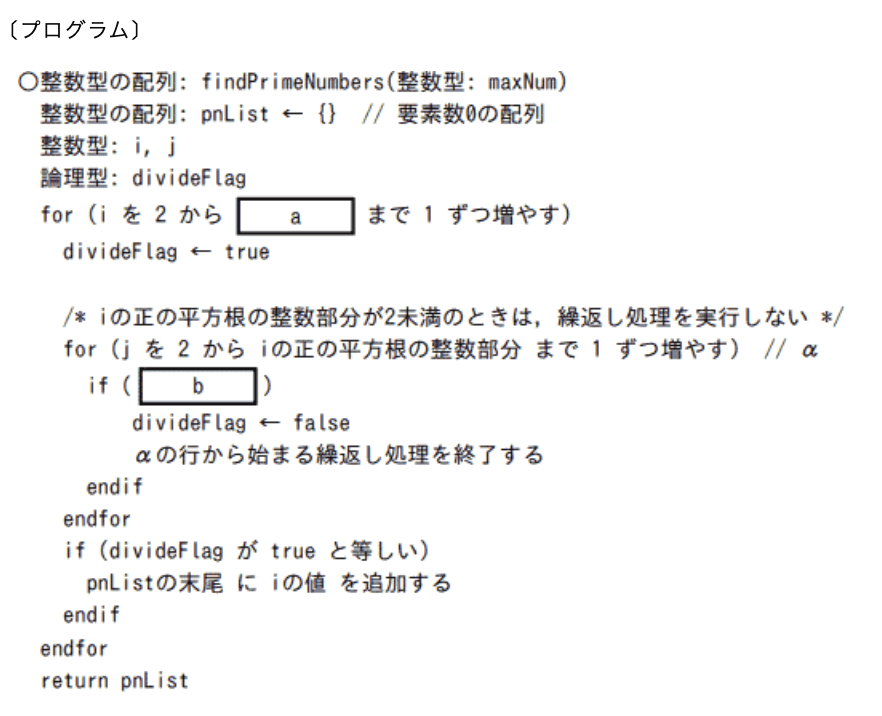 〔プログラム〕
○整数型の配列: findPrimeNumbers(整数型: maxNum)
整数型の配列: pnList ← {} // 要素数0の配列
整数型: i, j
論理型: divideFlag
for (i を 2 から a まで 1 ずつ増やす)
divideFlag ← true
/* iの正の平方根の整数部分が2未満のときは，繰返し処理を実行しない */
for (j を 2 から iの正の平方根の整数部分 まで 1 ずつ増やす) // α
if ( b )
divideFlag ← false
αの行から始まる繰返し処理を終了する
endif
endfor
if (divideFlag が true と等しい)
pnListの末尾 に iの値 を追加する
endif
endfor
return pnList